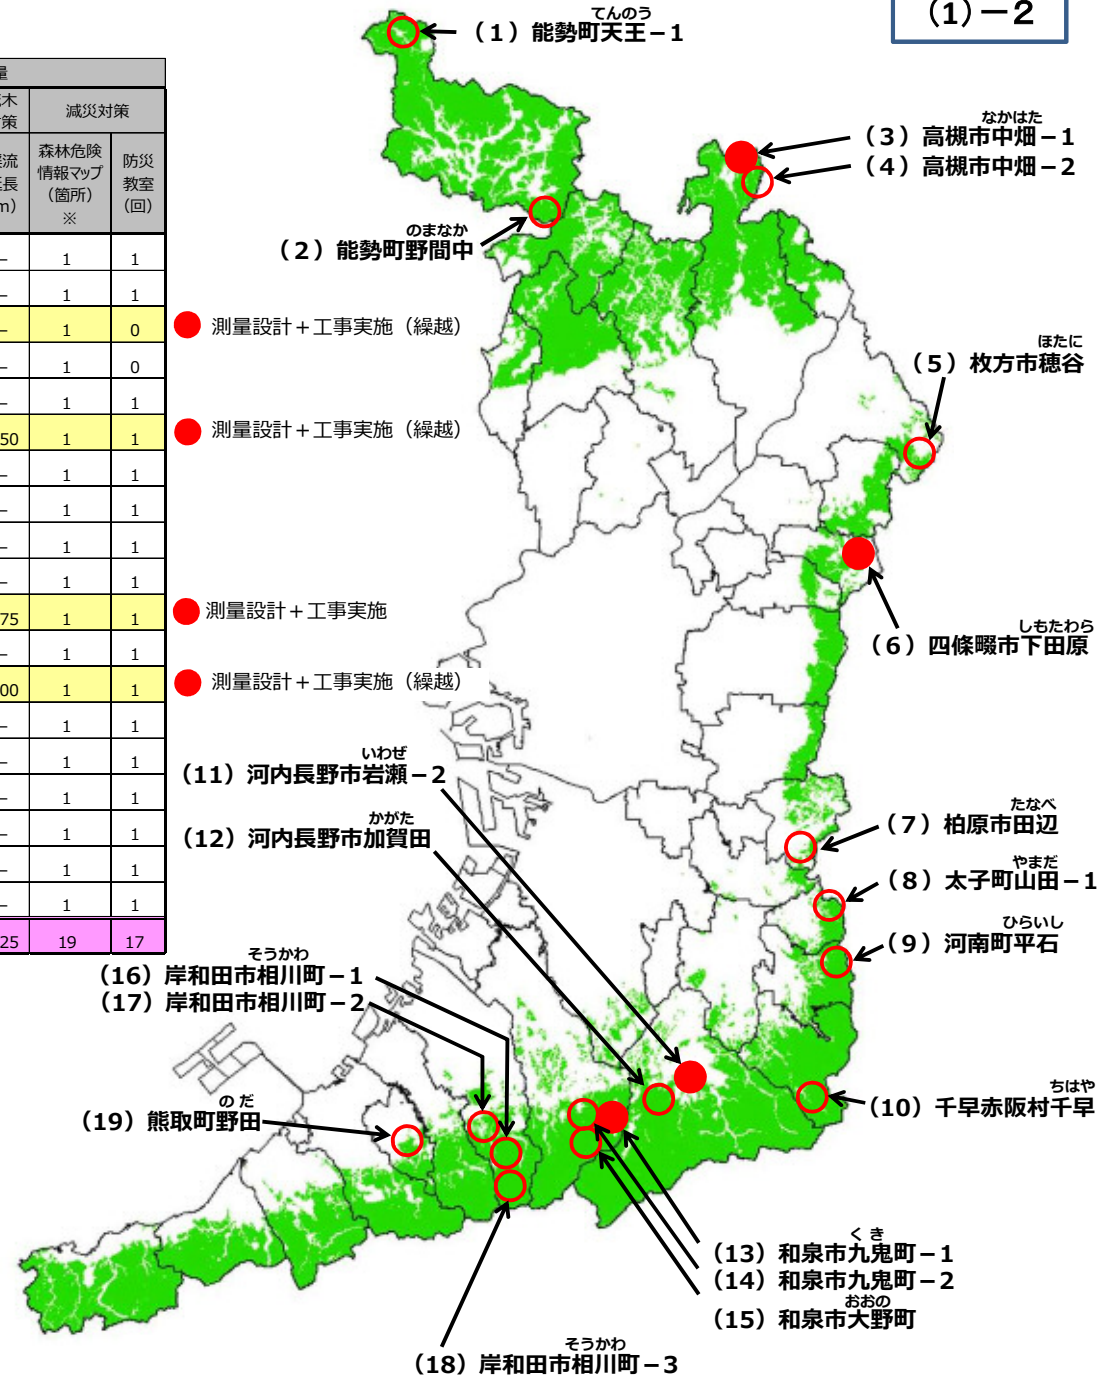 (1)－2
量
木 減災対策
策
流 森林危険 防災
長 情報マップ 教室
m） （箇所） （回）
※
－ 1 1
－ 1 1
－ 1 0
－ 1 0
－ 1 1
50 1 1
－ 1 1
－ 1 1
－ 1 1
－ 1 1
75 1 1
－ 1 1
00 1 1
－ 1 1
－ 1 1
－ 1 1
－ 1 1
－ 1 1
－ 1 1
25 19 17
測量設計＋工事実施（繰越）
測量設計＋工事実施（繰越）
測量設計＋工事実施
測量設計＋工事実施（繰越）
てんのう
（1）能勢町天王－1
のまなか
（2）能勢町野間中
なかはた
（3）高槻市中畑－1
（4）高槻市中畑－2
ほたに
（5）枚方市穂谷
しもたわら
（6）四條畷市下田原
たなべ
（7）柏原市田辺
やまだ
（8）太子町山田－1
ひらいし
（9）河南町平石
ちはや
（10）千早赤阪村千早
いわぜ
（11）河内長野市岩瀬－2
かがた
（12）河内長野市加賀田
くき
（13）和泉市九鬼町－1
（14）和泉市九鬼町－2
おおの
（15）和泉市大野町
そうかわ
（16）岸和田市相川町－1
（17）岸和田市相川町－2
そうかわ
（18）岸和田市相川町－3
のだ
（19）熊取町野田